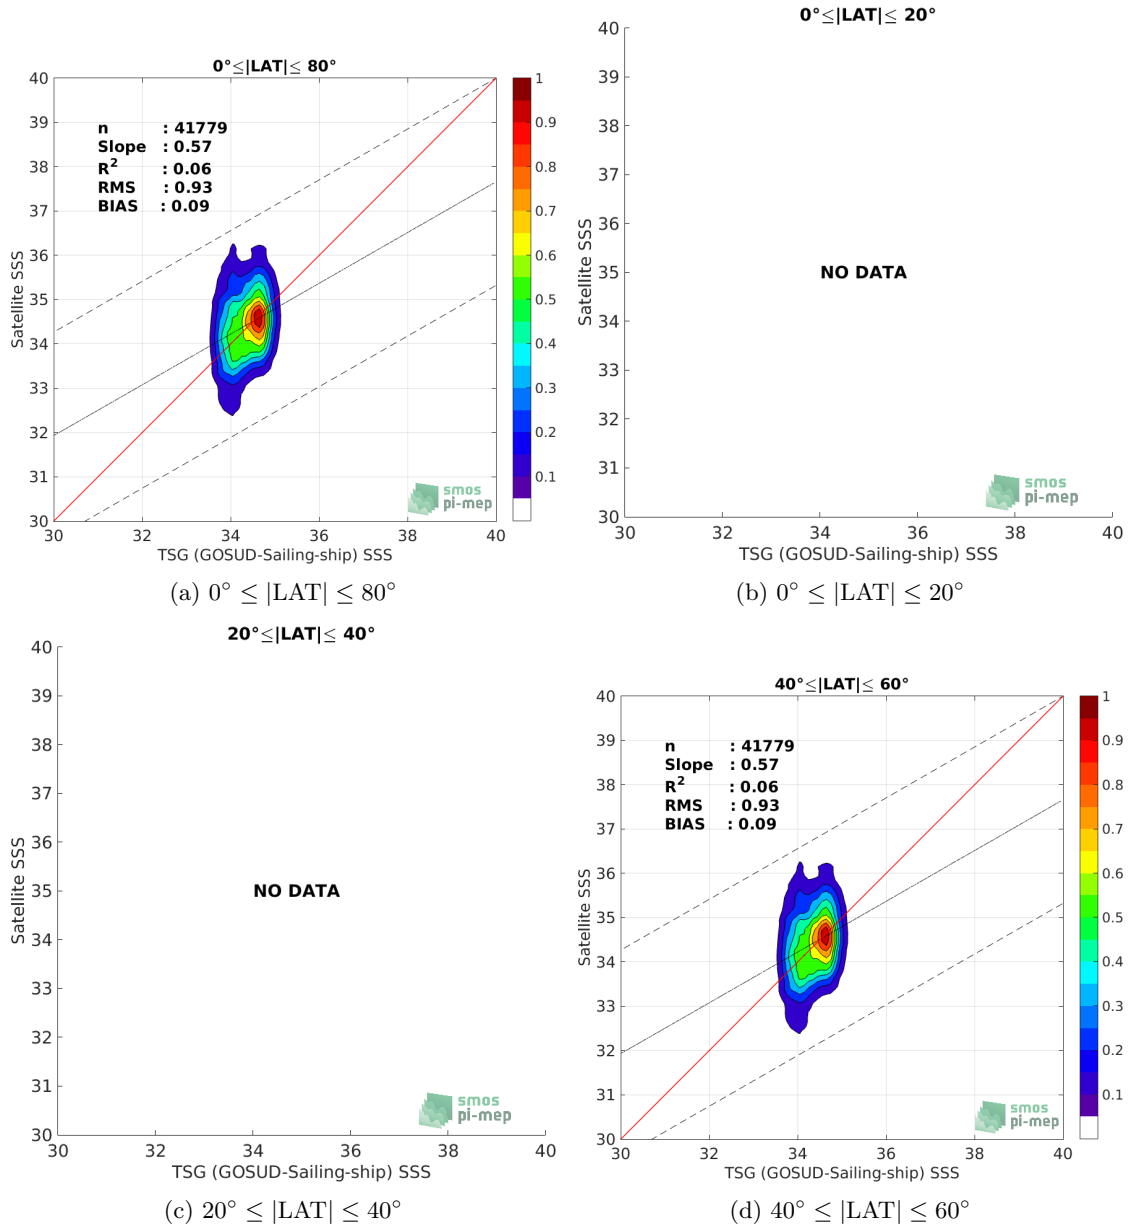 0°≤|LAT|≤ 80°
n : 41779
Slope : 0.57
R² : 0.06
RMS : 0.93
BIAS : 0.09
Satellite SSS
40
39
38
37
36
35
34
33
32
31
30
30 32 34 36 38 40
TSG (GOSUD-Sailing-ship) SSS
1
0.9
0.8
0.7
0.6
0.5
0.4
0.3
0.2
0.1
smos
pi-mep
(a) 0° ≤ |LAT| ≤ 80°
0°≤|LAT|≤ 20°
Satellite SSS
40
39
38
37
36
35
34
33
32
31
30
NO DATA
30 32 34 36 38 40
TSG (GOSUD-Sailing-ship) SSS
smos
pi-mep
(b) 0° ≤ |LAT| ≤ 20°
20°≤|LAT|≤ 40°
Satellite SSS
40
39
38
37
36
35
34
33
32
31
30
NO DATA
30 32 34 36 38 40
TSG (GOSUD-Sailing-ship) SSS
smos
pi-mep
(c) 20° ≤ |LAT| ≤ 40°
40°≤|LAT|≤ 60°
n : 41779
Slope : 0.57
R² : 0.06
RMS : 0.93
BIAS : 0.09
Satellite SSS
40
39
38
37
36
35
34
33
32
31
30
30 32 34 36 38 40
TSG (GOSUD-Sailing-ship) SSS
1
0.9
0.8
0.7
0.6
0.5
0.4
0.3
0.2
0.1
smos
pi-mep
(d) 40° ≤ |LAT| ≤ 60°